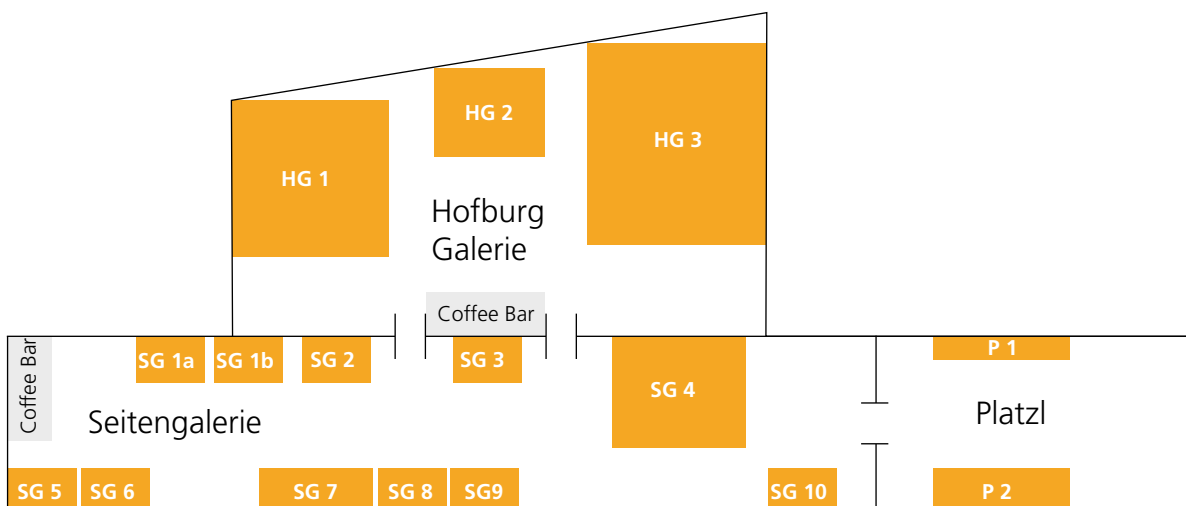 HG 2
HG 3
HG 1
Hofburg
Galerie
Coffee Bar
Coffee Bar
SG 1a
SG 1b
SG 2
SG 3
SG 4
P 1
Seitengalerie
Platzl
SG 5
SG 6
SG 7
SG 8
SG9
SG 10
P 2